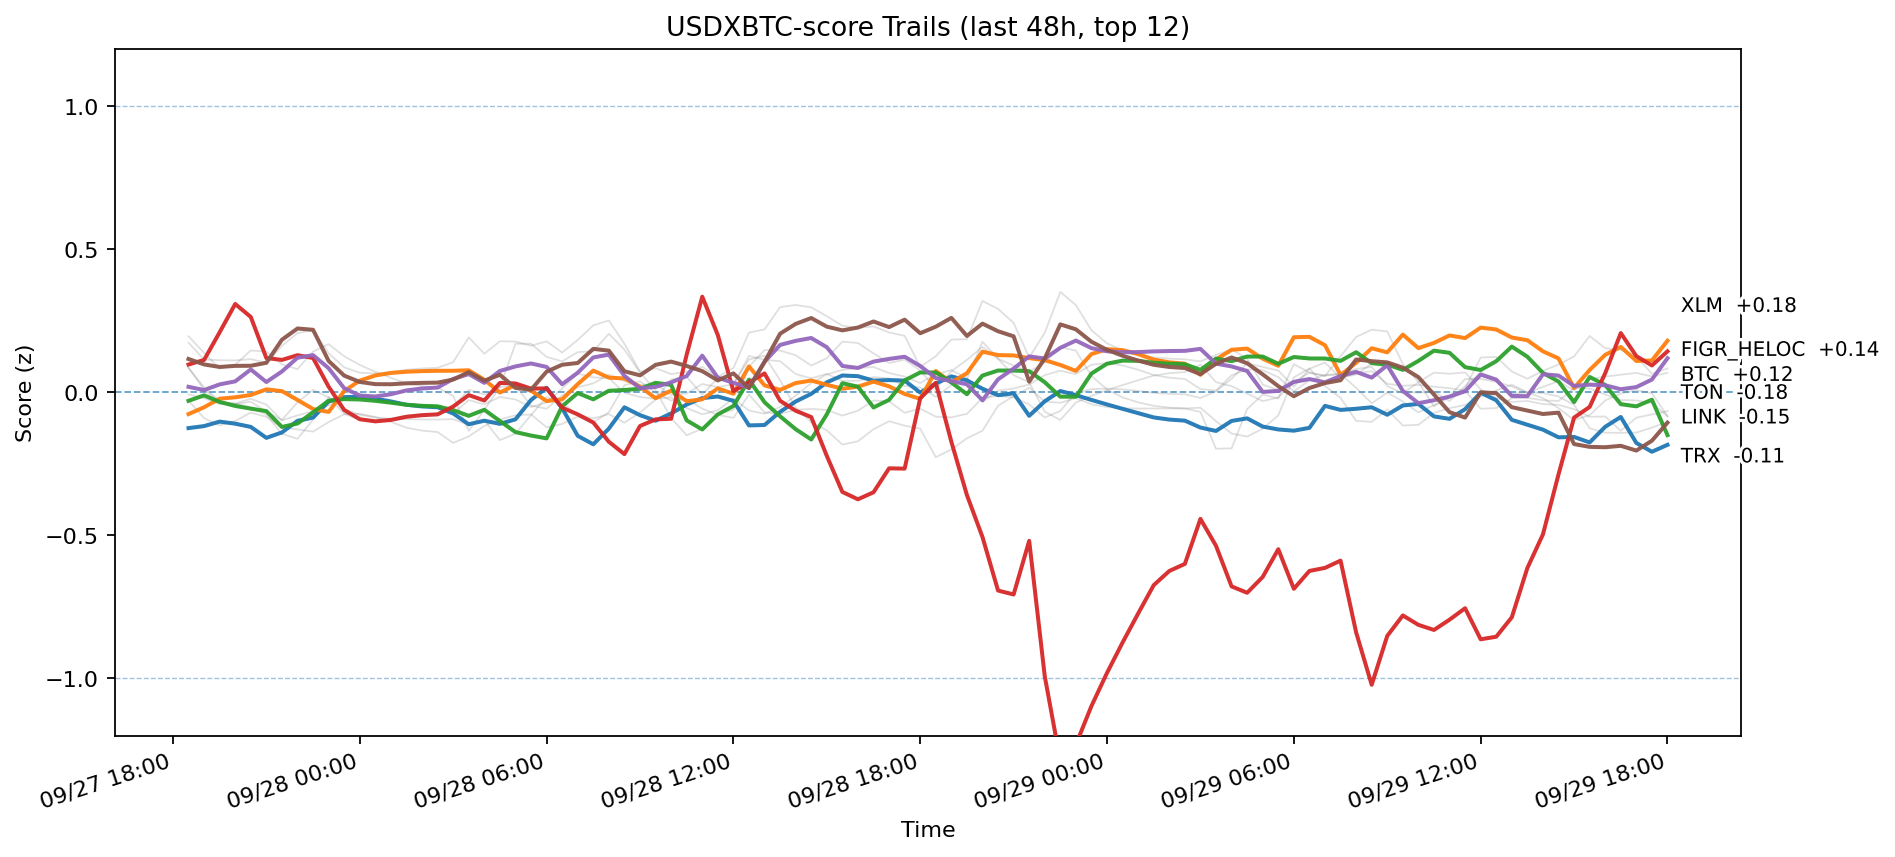 USDXBTC-score Trails (last 48h, top 12)
Score (z)
1.0
0.5
0.0
−0.5
−1.0
XLM +0.18
FIGR_HELOC +0.14
BTC +0.12
TON -0.18
LINK -0.15
TRX -0.11
09/27 18:00
09/28 00:00
09/28 06:00
09/28 12:00
09/28 18:00
09/29 00:00
09/29 06:00
09/29 12:00
09/29 18:00
Time